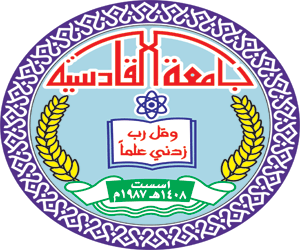 جامعة القادسية
وقل رب
زدني علماً
اسست
١٤٠٨هـ ١٩٨٧م